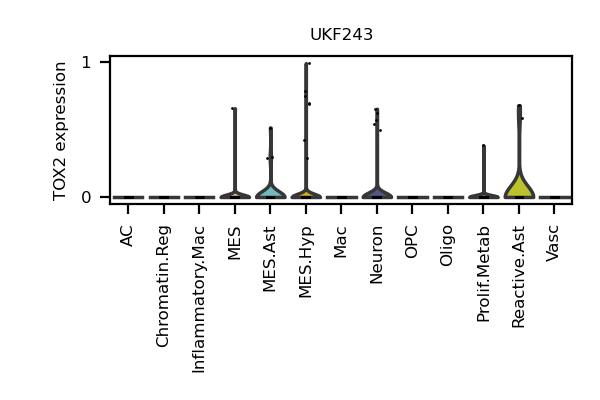 UKF243
TOX2 expression
1
0
AC
Chromatin.Reg
Inflammatory.Mac
MES
MES.Ast
MES.Hyp
Mac
Neuron
OPC
Oligo
Prolif.Metab
Reactive.Ast
Vasc